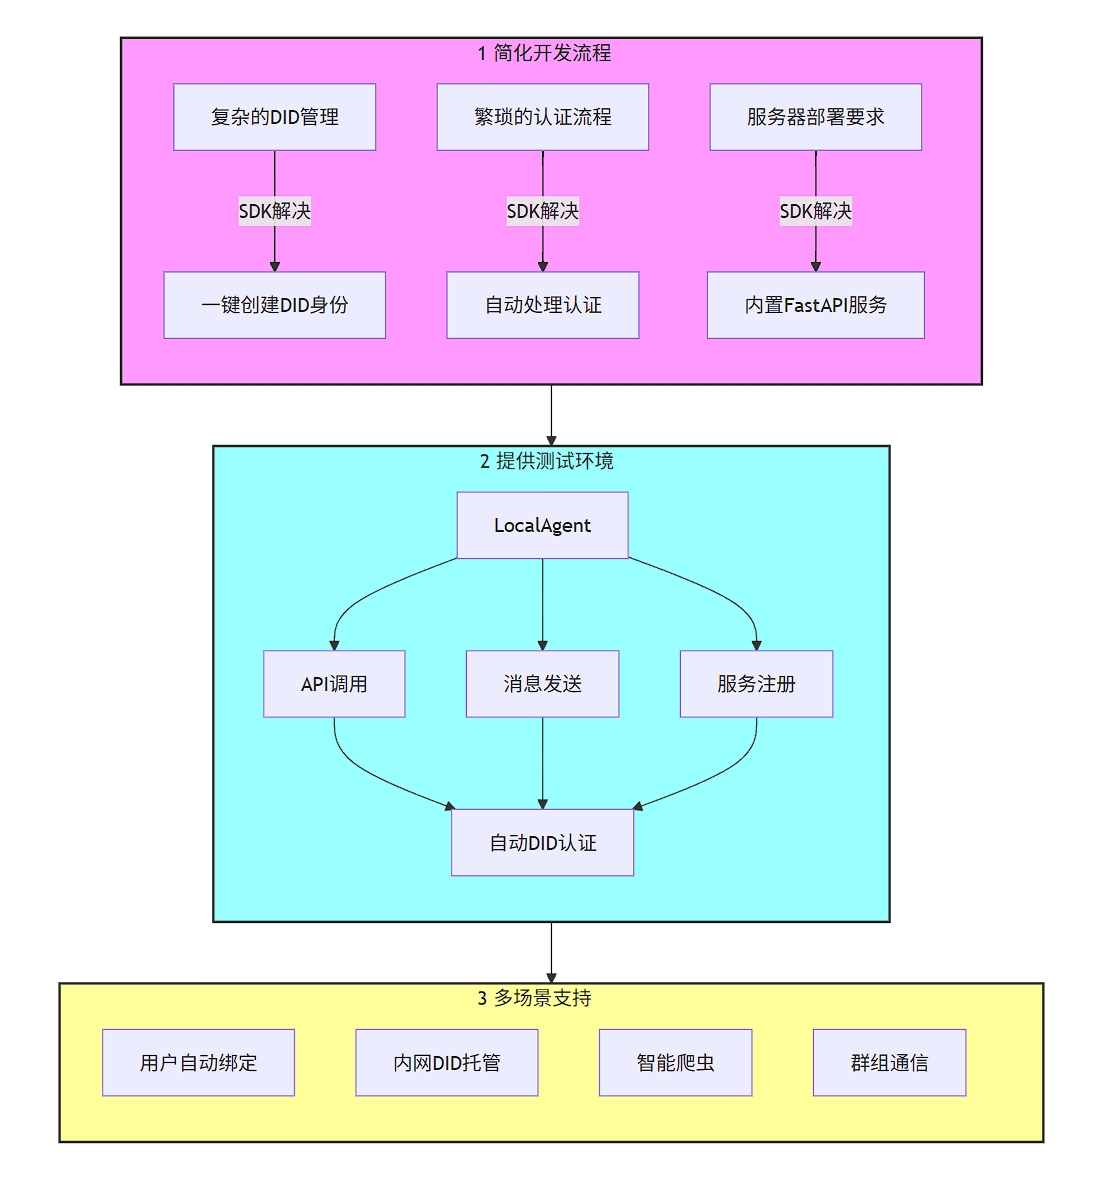 1 简化开发流程
复杂的DID管理
繁琐的认证流程
服务器部署要求
SDK解决
SDK解决
SDK解决
一键创建DID身份
自动处理认证
内置FastAPI服务
2 提供测试环境
LocalAgent
API调用
消息发送
服务注册
自动DID认证
3 多场景支持
用户自动绑定
内网DID托管
智能爬虫
群组通信